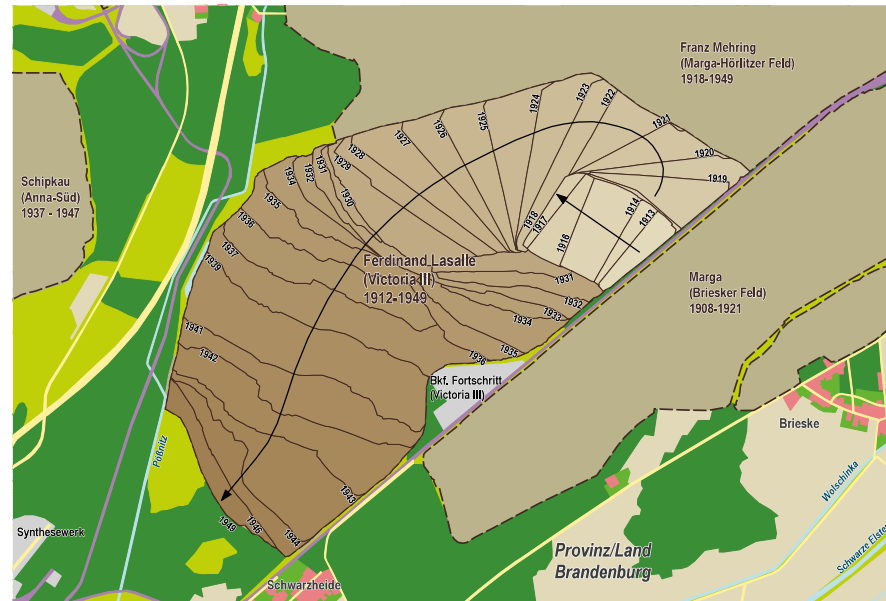 Franz Mehring
(Marga-Hörlitzer Feld)
1918-1949
Schipkau
(Anna-Süd)
1937 - 1947
Ferdinand Lasalle
(Victoria III)
1912-1949
Marga
(Briesker Feld)
1908-1921
Bkf. Fortschritt
(Victoria III)
Brieske
Wolschinka
Schwarze Elster
Pößnitz
Synthesewerk
Schwarzheide
Provinz/Land
Brandenburg
1913
1914
1916
1917
1918
1919
1920
1921
1922
1923
1924
1925
1926
1927
1928
1929
1930
1931
1932
1934
1935
1936
1937
1939
1941
1942
1931
1932
1933
1934
1935
1936
1943
1944
1946
1949